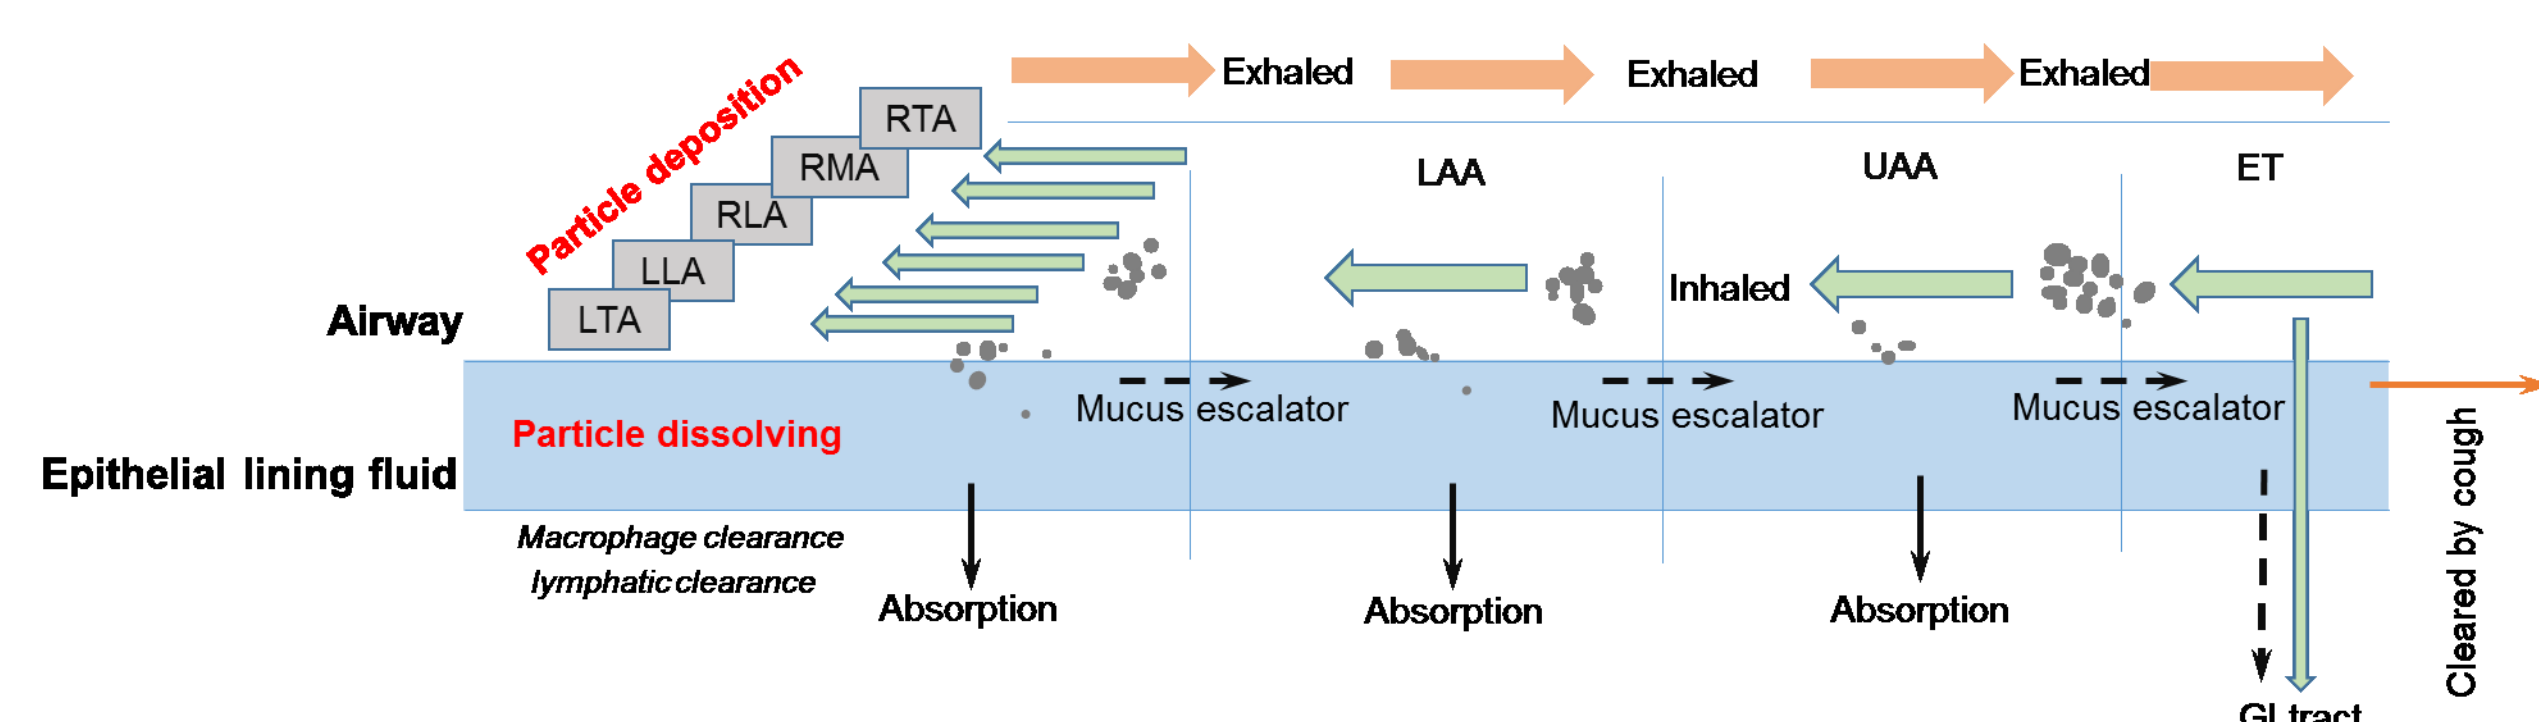 Exhaled
Exhaled
Exhaled
Particle deposition
RTA
RMA
RLA
LLA
LTA
LAA
UAA
ET
Inhaled
Airway
Mucus escalator
Mucus escalator
Mucus escalator
Particle dissolving
Epithelial lining fluid
Macrophage clearance
lymphatic clearance
Absorption
Absorption
Absorption
Cleared by cough
GI tract